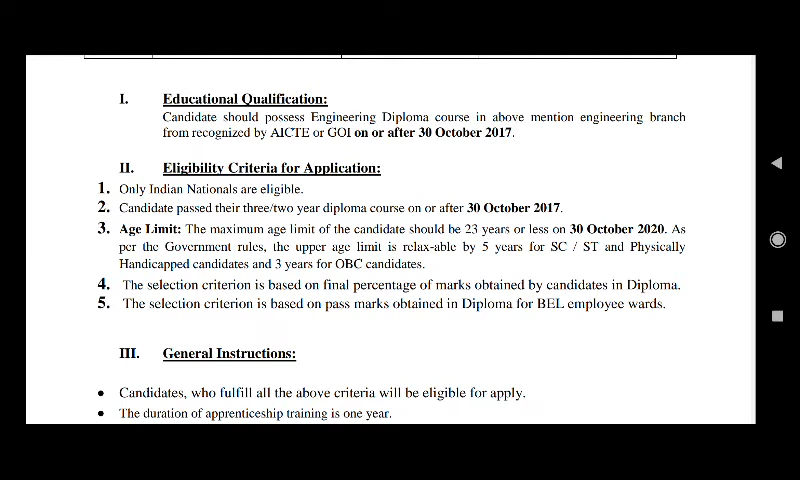 I. Educational Qualification:
Candidate should possess Engineering Diploma course in above mention engineering branch
from recognized by AICTE or GOI on or after 30 October 2017.
II. Eligibility Criteria for Application:
1. Only Indian Nationals are eligible.
2. Candidate passed their three/two year diploma course on or after 30 October 2017.
3. Age Limit: The maximum age limit of the candidate should be 23 years or less on 30 October 2020. As
per the Government rules, the upper age limit is relax-able by 5 years for SC / ST and Physically
Handicapped candidates and 3 years for OBC candidates.
4. The selection criterion is based on final percentage of marks obtained by candidates in Diploma.
5. The selection criterion is based on pass marks obtained in Diploma for BEL employee wards.
III. General Instructions:
• Candidates, who fulfill all the above criteria will be eligible for apply.
• The duration of apprenticeship training is one year.